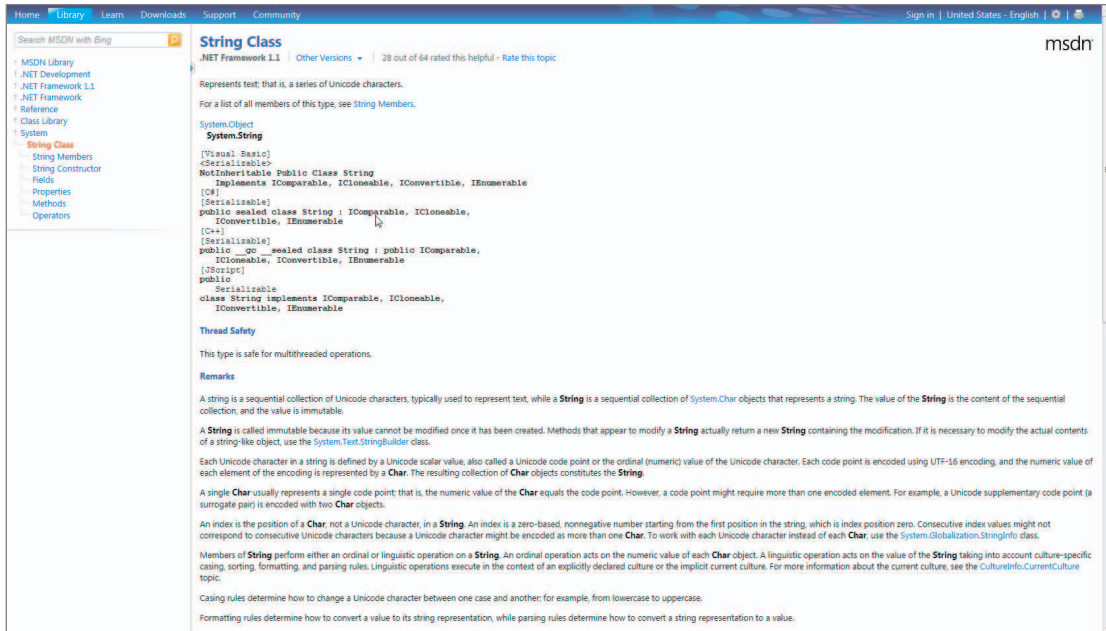 Home Library Learn Downloads Support Community Sign in | United States - English
Search MSDN with Bing
MSDN Library
.NET Development
.NET Framework 1.1
.NET Framework
Reference
Class Library
System
String Class
String Members
String Constructor
Fields
Properties
Methods
Operators
String Class
msdn
.NET Framework 1.1 | Other Versions | 28 out of 64 rated this helpful - Rate this topic
Represents text; that is, a series of Unicode characters.
For a list of all members of this type, see String Members.
System.Object
System.String
[Visual Basic]
<Serializable>
NotInheritable Public Class String
Implements IComparable, ICloneable, IConvertible, IEnumerable
[C#]
[Serializable]
public sealed class String : IComparable, ICloneable,
IConvertible, IEnumerable
[C++]
[Serializable]
public __gc __sealed class String : public IComparable,
ICloneable, IConvertible, IEnumerable
[JScript]
public
Serializable
class String implements IComparable, ICloneable,
IConvertible, IEnumerable
Thread Safety
This type is safe for multithreaded operations.
Remarks
A string is a sequential collection of Unicode characters, typically used to represent text, while a String is a sequential collection of System.Char objects that represents a string. The value of the String is the content of the sequential
collection, and the value is immutable.
A String is called immutable because its value cannot be modified once it has been created. Methods that appear to modify a String actually return a new String containing the modification. If it is necessary to modify the actual contents
of a string-like object, use the System.Text.StringBuilder class.
Each Unicode character in a string is defined by a Unicode scalar value, also called a Unicode code point or the ordinal (numeric) value of the Unicode character. Each code point is encoded using UTF-16 encoding, and the numeric value of
each element of the encoding is represented by a Char. The resulting collection of Char objects constitutes the String.
A single Char usually represents a single code point; that is, the numeric value of the Char equals the code point. However, a code point might require more than one encoded element. For example, a Unicode supplementary code point (a
surrogate pair) is encoded with two Char objects.
An index is the position of a Char, not a Unicode character, in a String. An index is a zero-based, nonnegative number starting from the first position in the string, which is index position zero. Consecutive index values might not
correspond to consecutive Unicode characters because a Unicode character might be encoded as more than one Char. To work with each Unicode character instead of each Char, use the System.Globalization.StringInfo class.
Members of String perform either an ordinal or linguistic operation on a String. An ordinal operation acts on the numeric value of each Char object. A linguistic operation acts on the value of the String taking into account culture-specific
casing, sorting, formatting, and parsing rules. Linguistic operations execute in the context of an explicitly declared culture or the implicit current culture. For more information about the current culture, see the CultureInfo.CurrentCulture
topic.
Casing rules determine how to change a Unicode character between one case and another; for example, from lowercase to uppercase.
Formatting rules determine how to convert a value to its string representation, while parsing rules determine how to convert a string representation to a value.